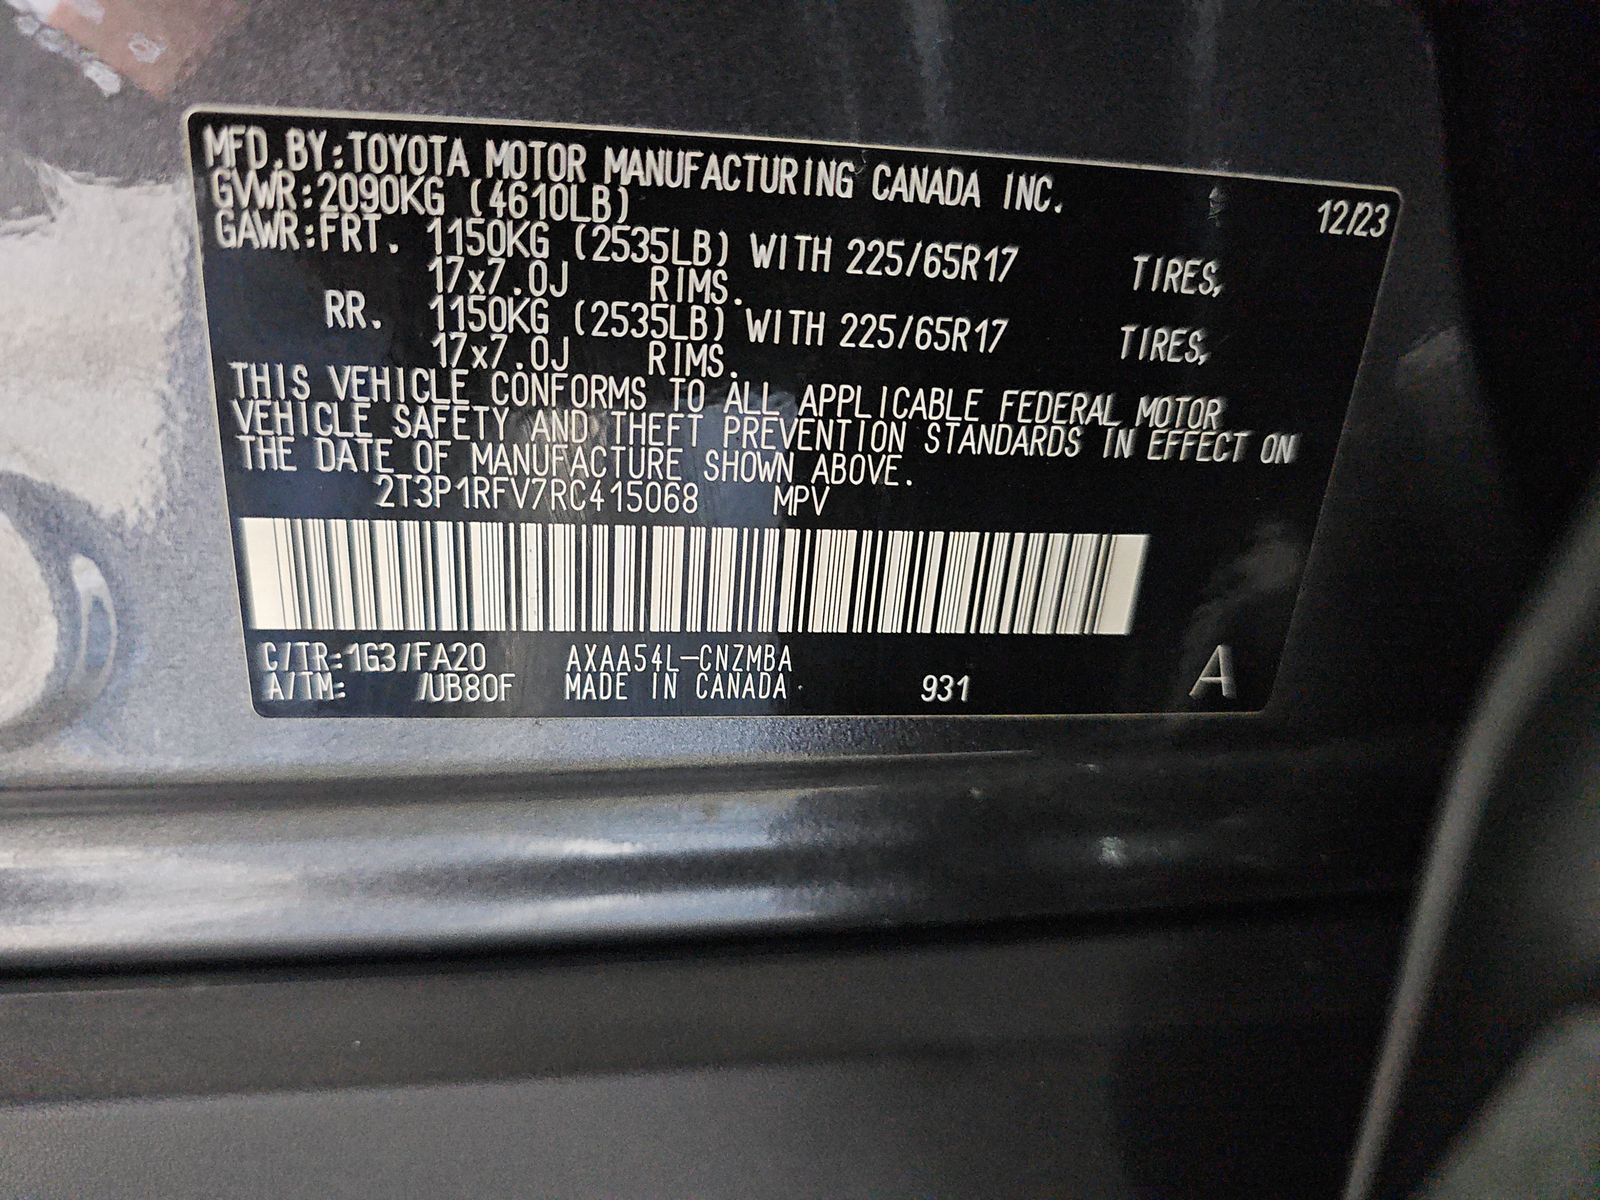 MFD.BY:TOYOTA MOTOR MANUFACTURING CANADA INC. 12/23
GVWR:2090KG (4610LB)
GAWR:FRT. 1150KG (2535LB) WITH 225/65R17 TIRES,
17x7.0J RIMS.
RR. 1150KG (2535LB) WITH 225/65R17 TIRES,
17x7.0J RIMS.
THIS VEHICLE CONFORMS TO ALL APPLICABLE FEDERAL MOTOR
VEHICLE SAFETY AND THEFT PREVENTION STANDARDS IN EFFECT ON
THE DATE OF MANUFACTURE SHOWN ABOVE.
2T3P1RFV7RC415068 MPV
C/TR:1G3/FA20 AXAA54L-CNZMBA
A/TM: /UB80F MADE IN CANADA 931 A